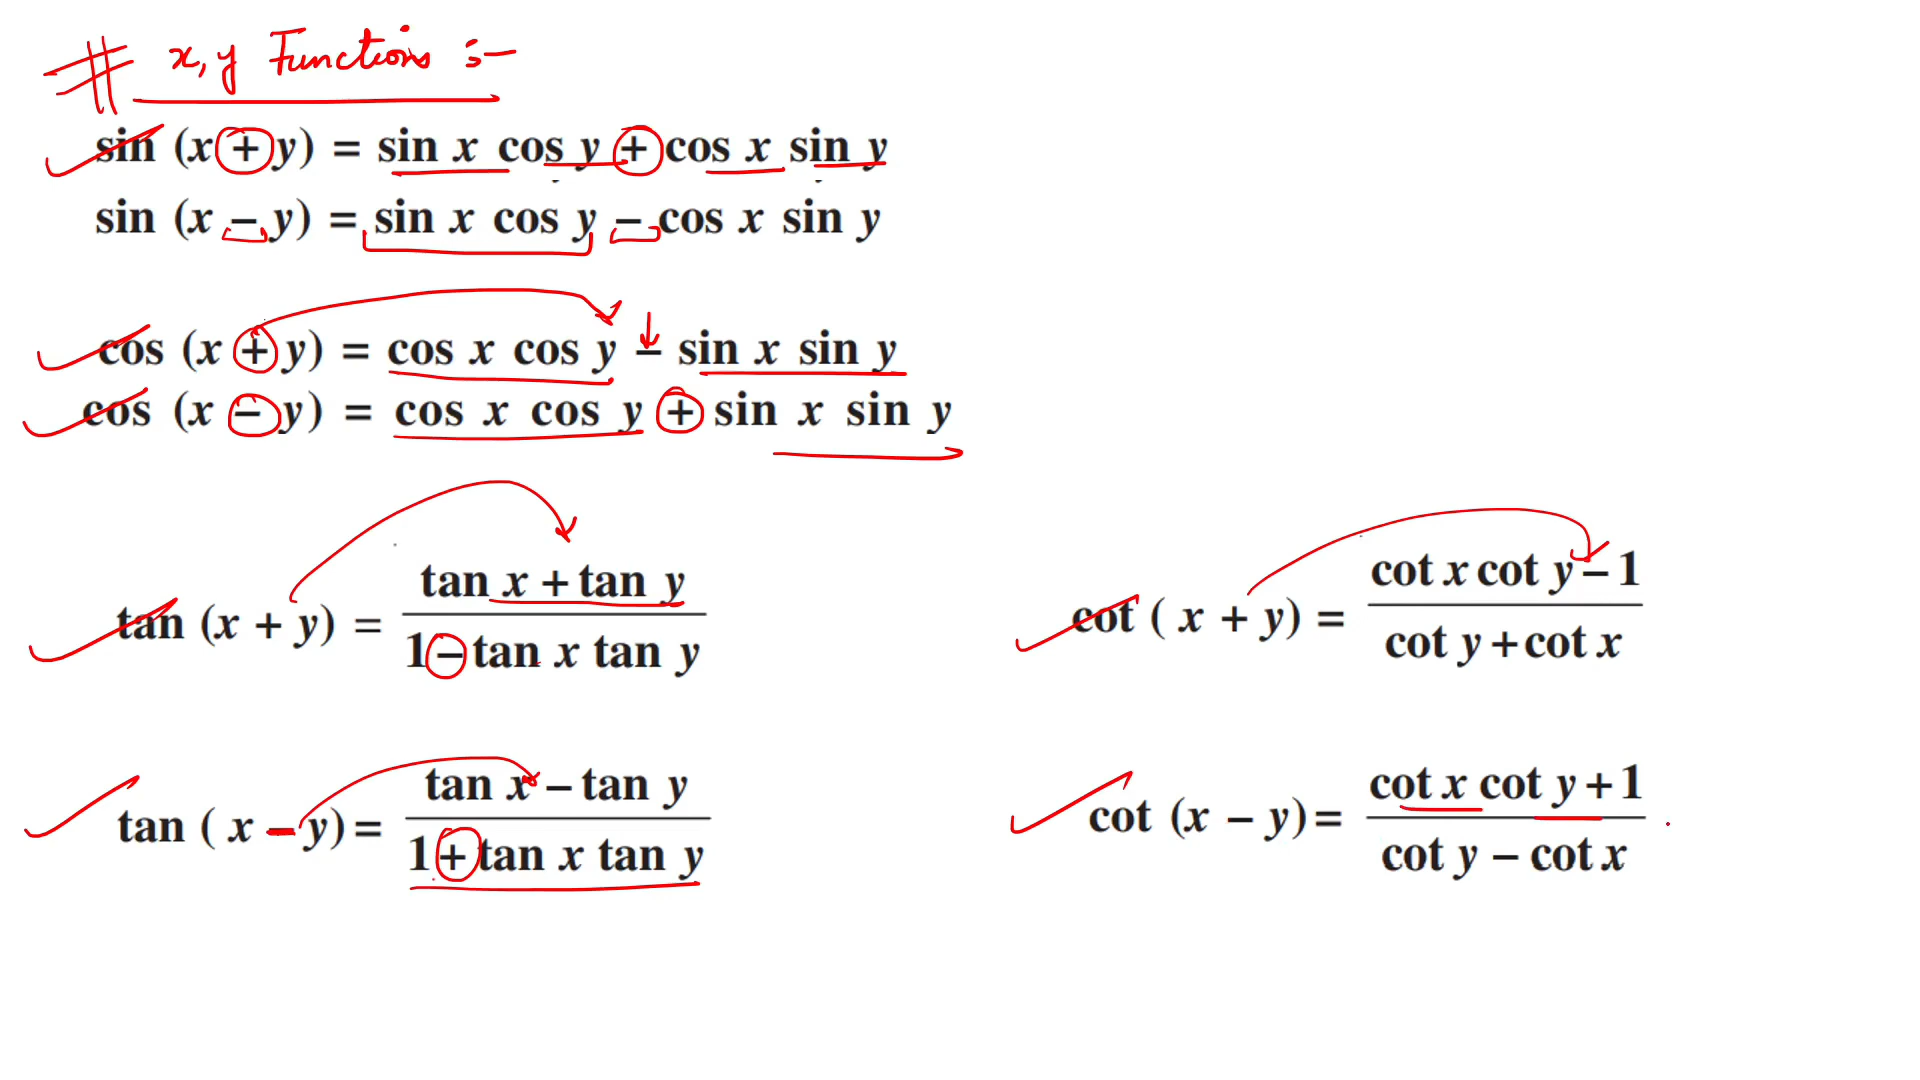 # x, y Functions :-
sin (x + y) = sin x cos y + cos x sin y
sin (x − y) = sin x cos y − cos x sin y
cos (x + y) = cos x cos y − sin x sin y
cos (x − y) = cos x cos y + sin x sin y
tan x + tan y
tan (x + y) =
1 − tan x tan y
cot x cot y − 1
cot ( x + y) =
cot y + cot x
tan x − tan y
tan ( x − y) =
1 + tan x tan y
cot x cot y + 1
cot (x − y) =
cot y − cot x